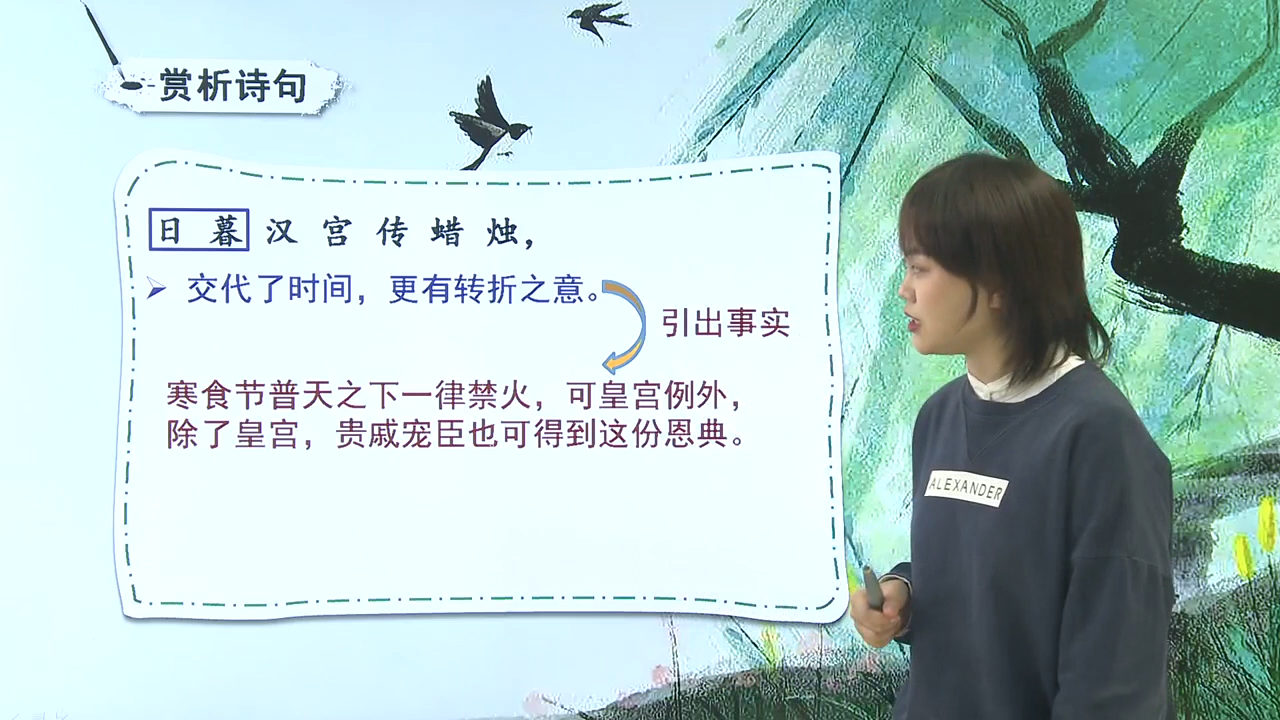 赏析诗句
日暮汉宫传蜡烛，
交代了时间，更有转折之意。
引出事实
寒食节普天之下一律禁火，可皇宫例外，
除了皇宫，贵戚宠臣也可得到这份恩典。
ALEXANDER